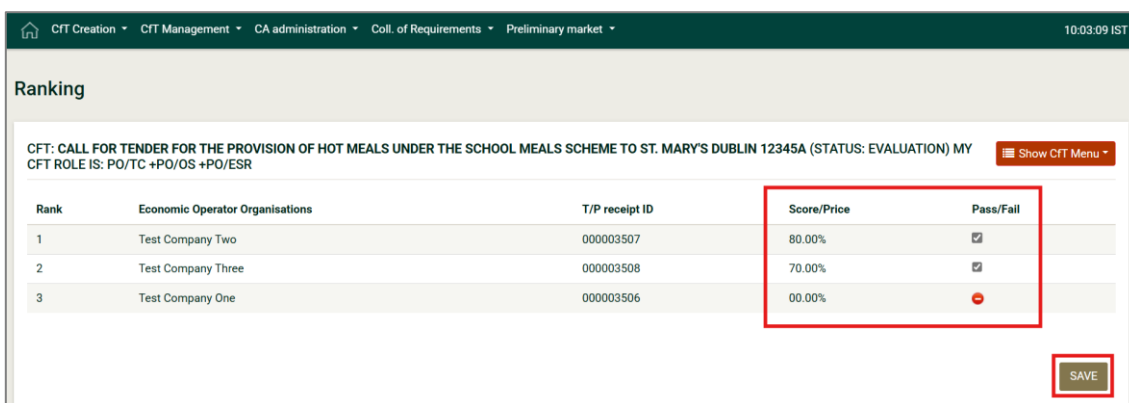 CfT Creation CfT Management CA administration Coll. of Requirements Preliminary market 10:03:09 IST
Ranking
CFT: CALL FOR TENDER FOR THE PROVISION OF HOT MEALS UNDER THE SCHOOL MEALS SCHEME TO ST. MARY'S DUBLIN 12345A (STATUS: EVALUATION) MY
CFT ROLE IS: PO/TC +PO/OS +PO/ESR
Show CfT Menu
Rank Economic Operator Organisations T/P receipt ID Score/Price Pass/Fail
1 Test Company Two 000003507 80.00%
2 Test Company Three 000003508 70.00%
3 Test Company One 000003506 00.00%
SAVE